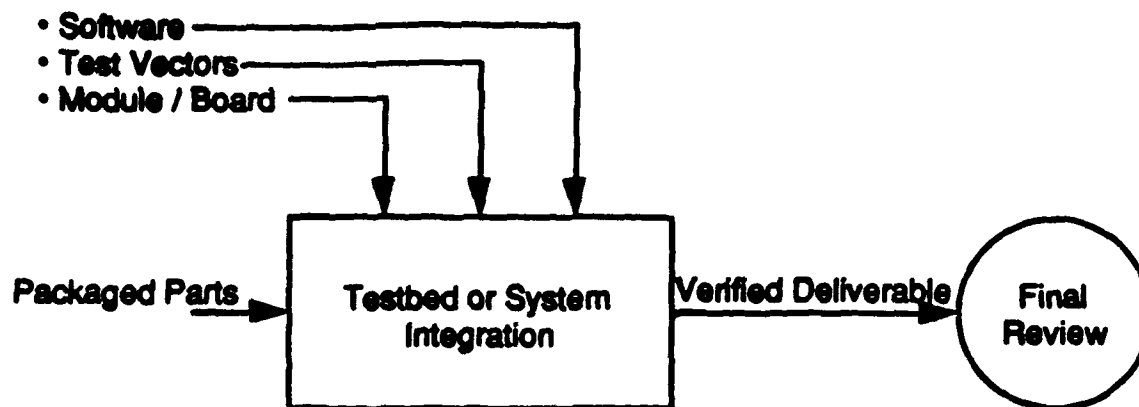 • Software
• Test Vectors
• Module / Board
Packaged Parts
Testbed or System
Integration
Verified Deliverable
Final
Review